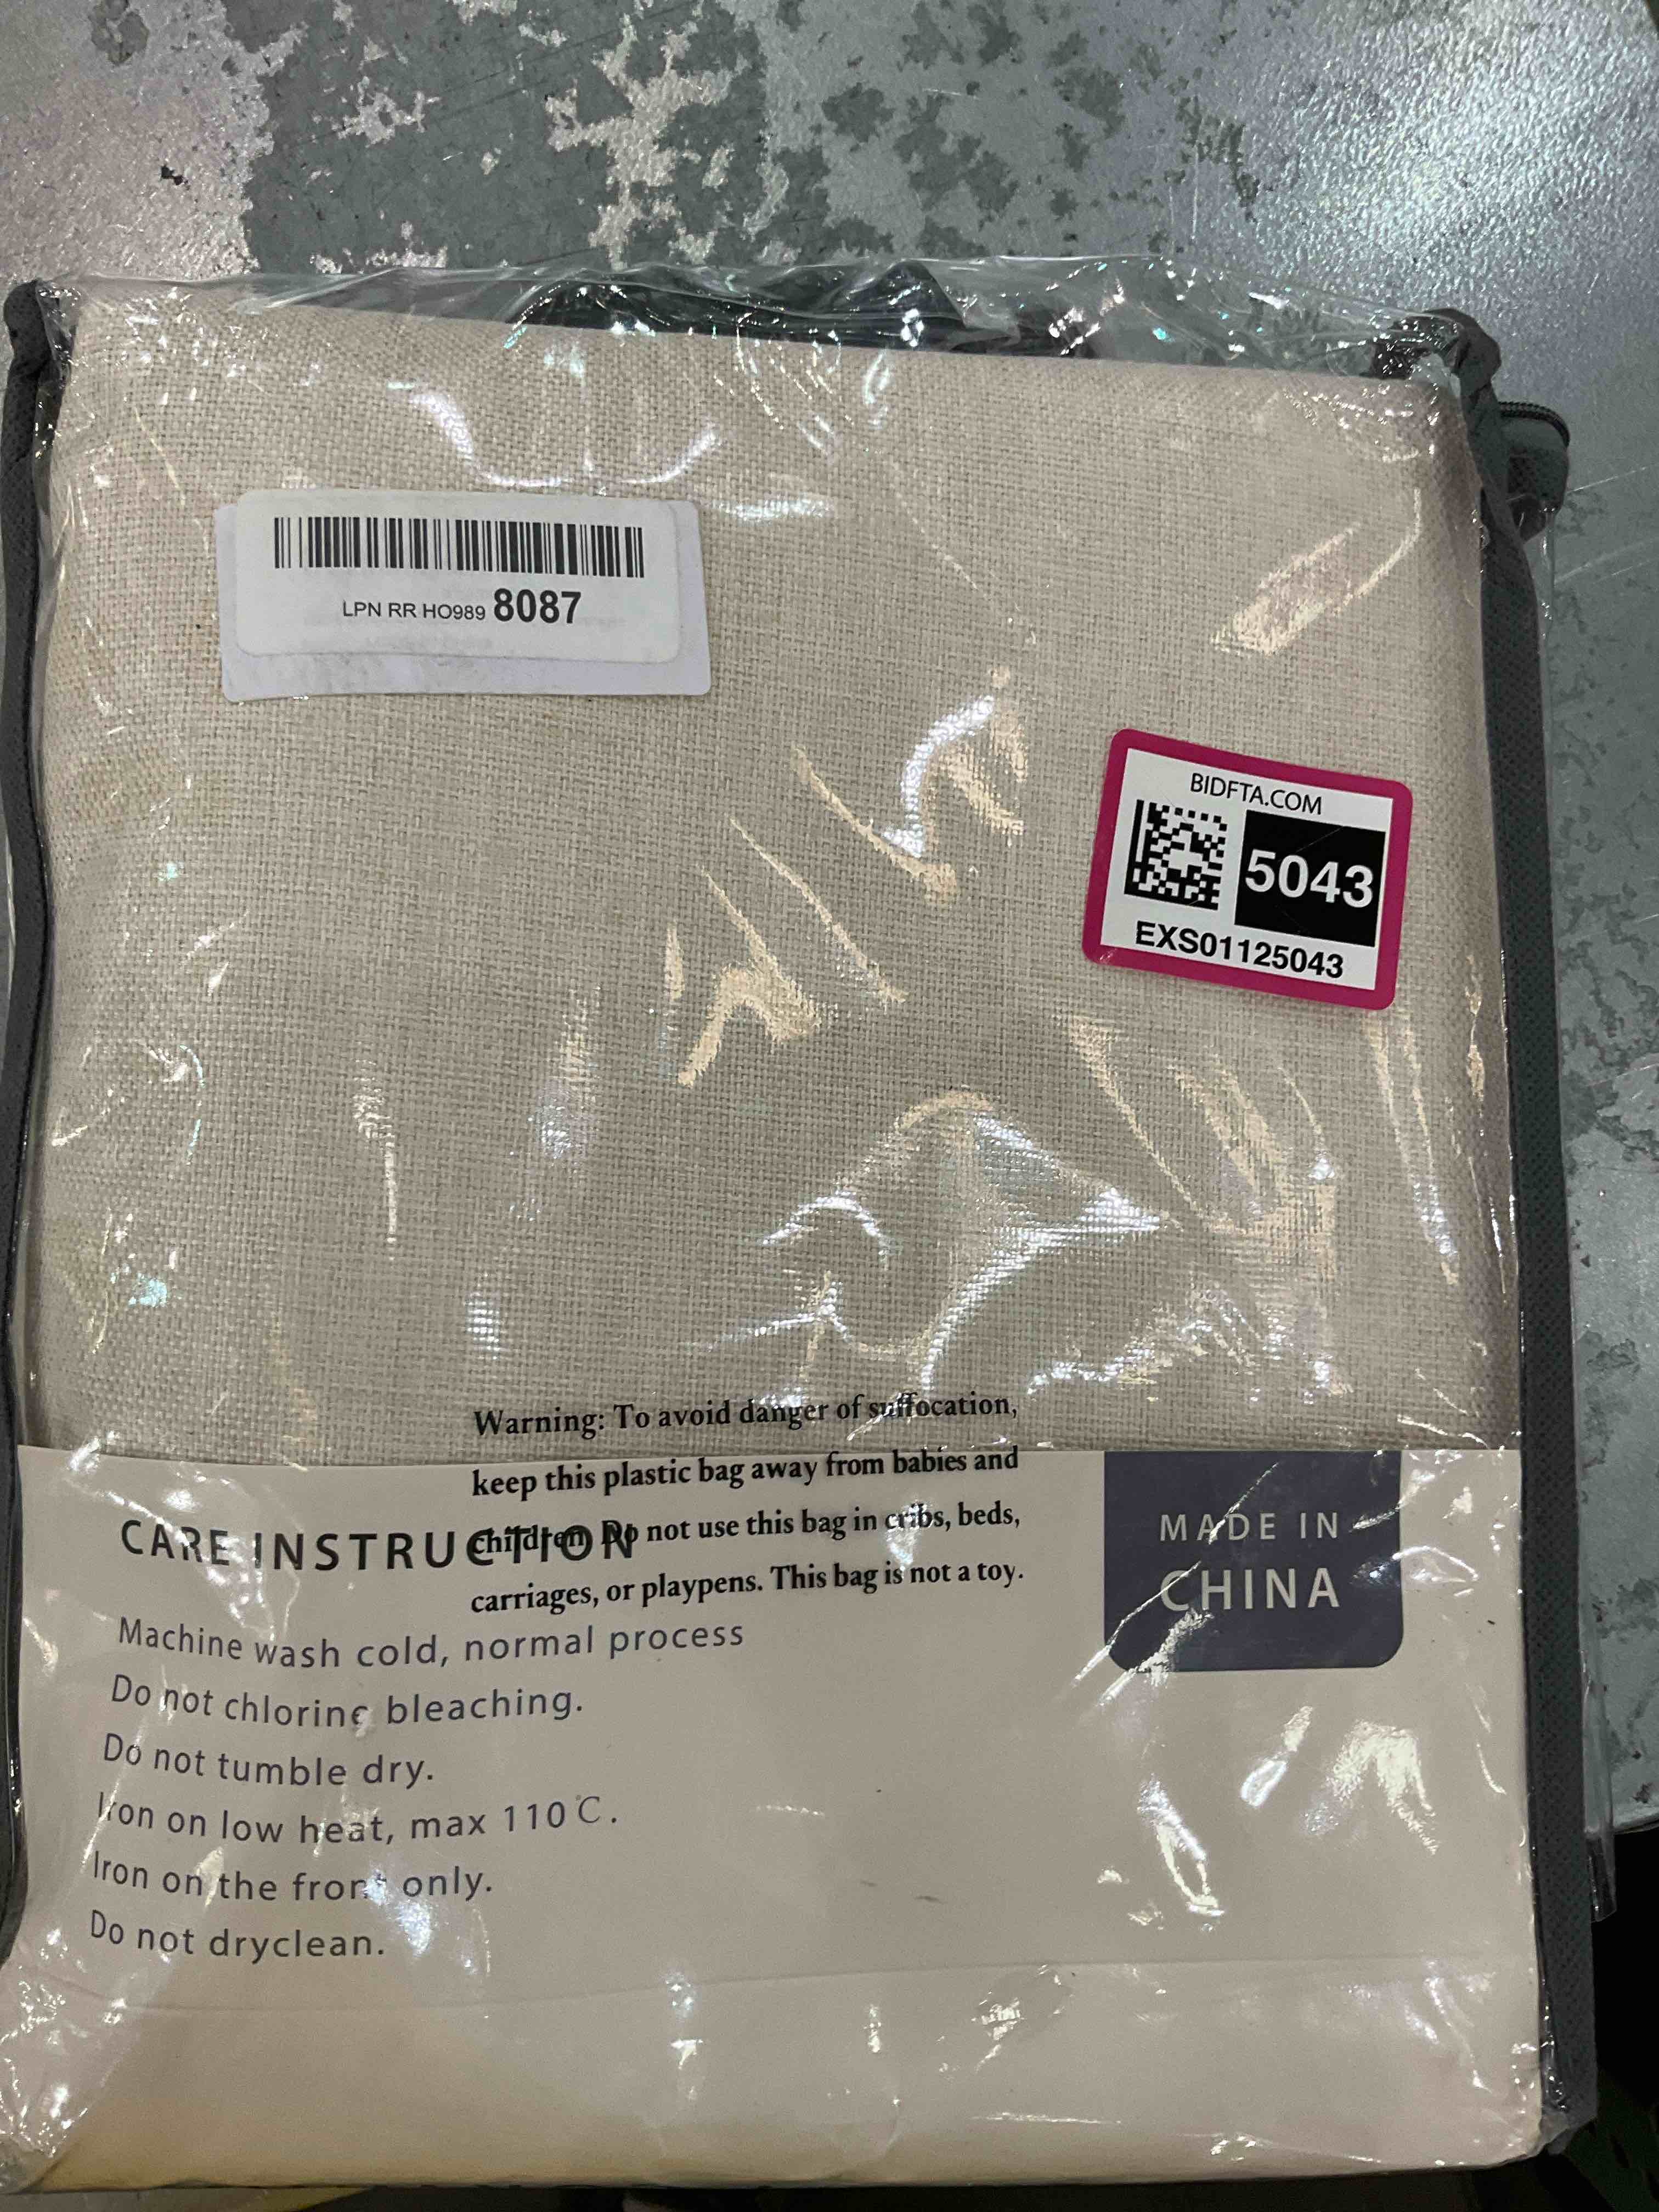 LPN RR HO989 8087
BIDFTA.COM
5043
EXS01125043
Warning: To avoid danger of suffocation,
keep this plastic bag away from babies and
children. Do not use this bag in cribs, beds,
carriages, or playpens. This bag is not a toy.
CARE INSTRUCTION
Machine wash cold, normal process
Do not chlorine bleaching.
Do not tumble dry.
Iron on low heat, max 110℃.
Iron on the front only.
Do not dryclean.
MADE IN
CHINA